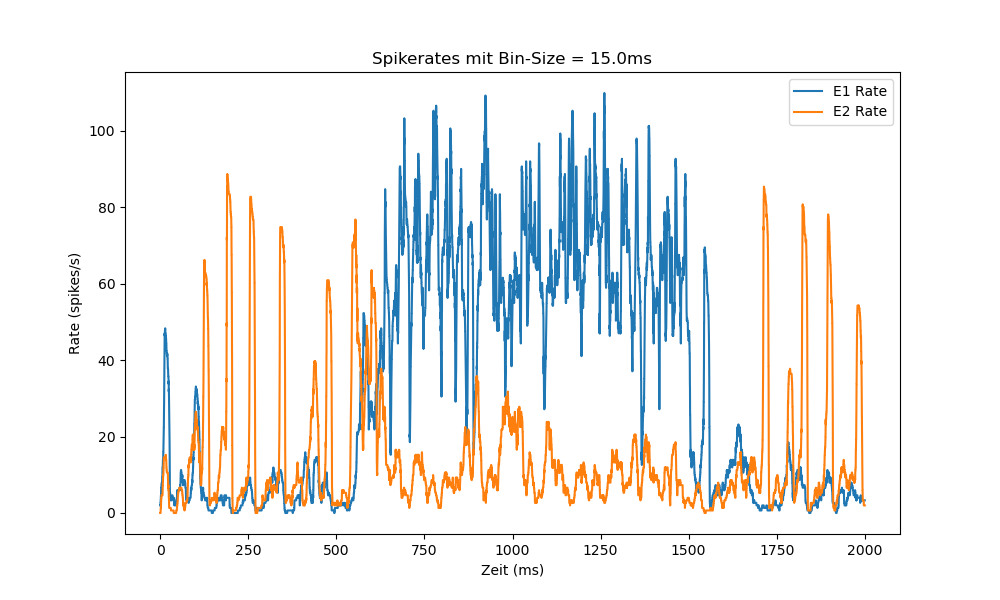 Spikerates mit Bin-Size = 15.0ms
E1 Rate
E2 Rate
Rate (spikes/s)
100
80
60
40
20
0
0 250 500 750 1000 1250 1500 1750 2000
Zeit (ms)